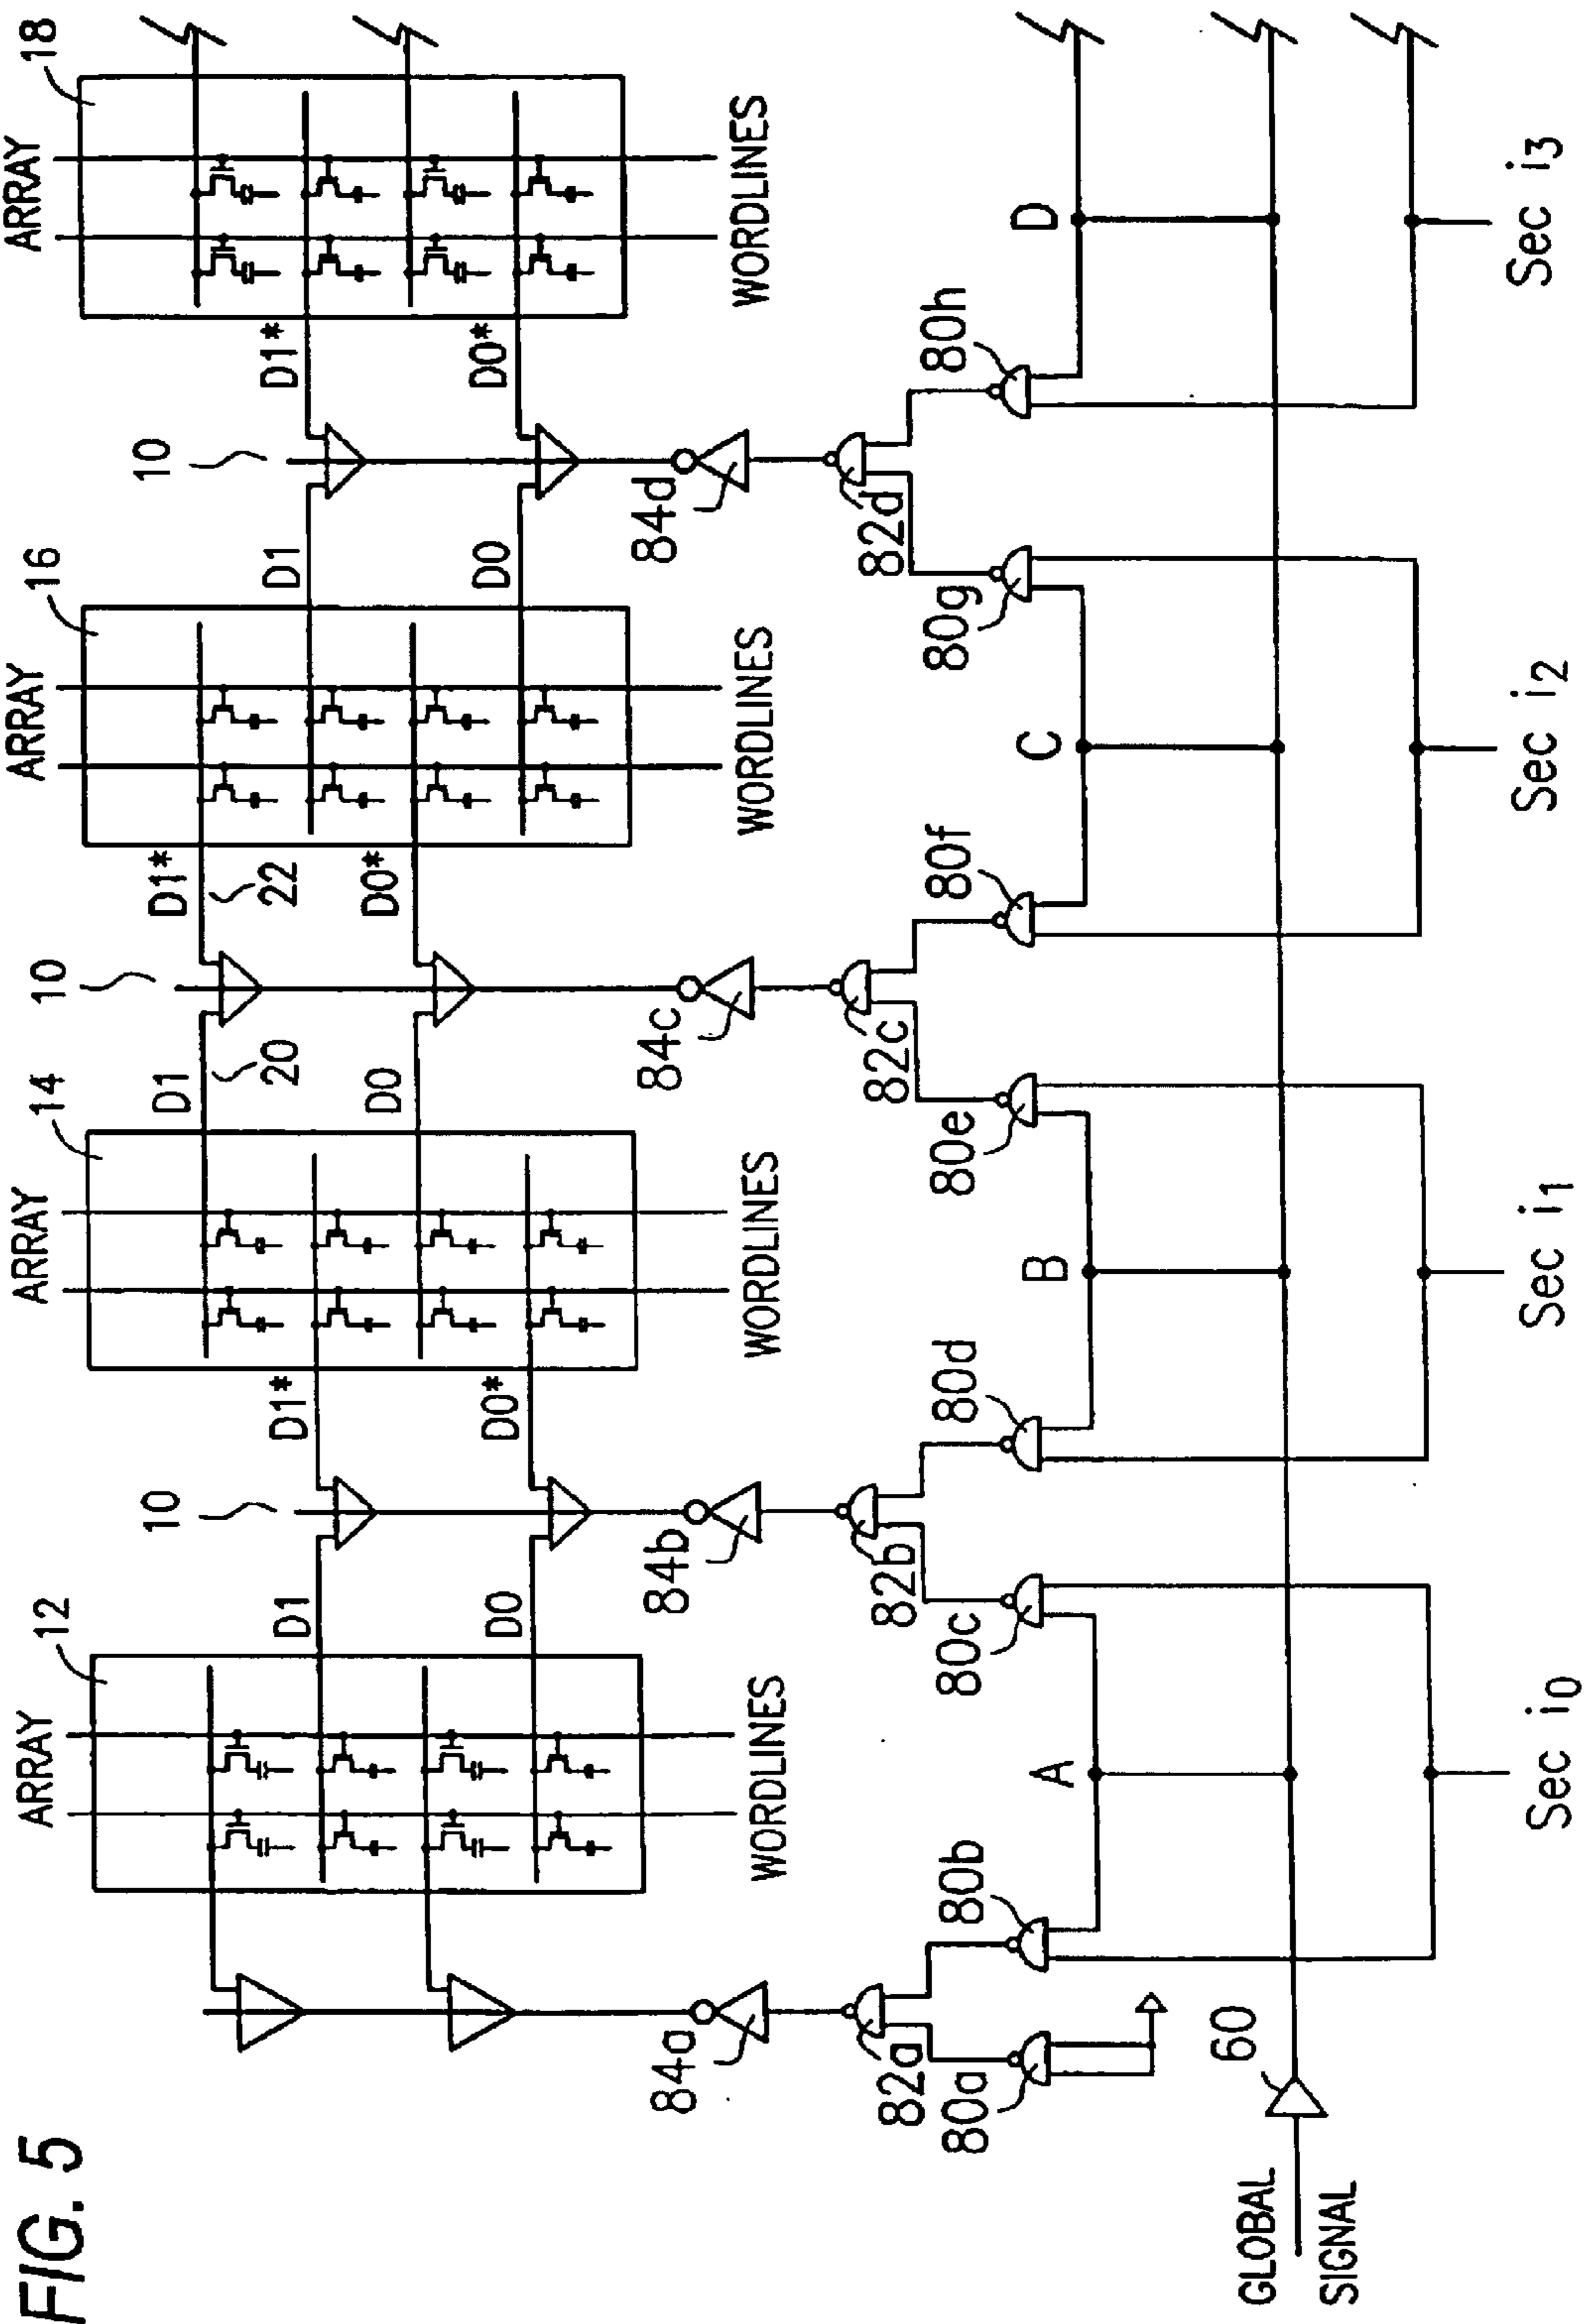 FIG. 5
ARRAY
ARRAY
ARRAY
ARRAY
12
14
16
18
D1
D1*
D1
D1*
D1
D1*
10
10
10
20
22
D0
D0*
D0
D0*
D0
D0*
WORDLINES
WORDLINES
WORDLINES
WORDLINES
84a
84b
84c
84d
82a
82b
82c
82d
80a
80b
80c
80d
80e
80f
80g
80h
A
B
C
D
60
GLOBAL
SIGNAL
Sec i0
Sec i1
Sec i2
Sec i3